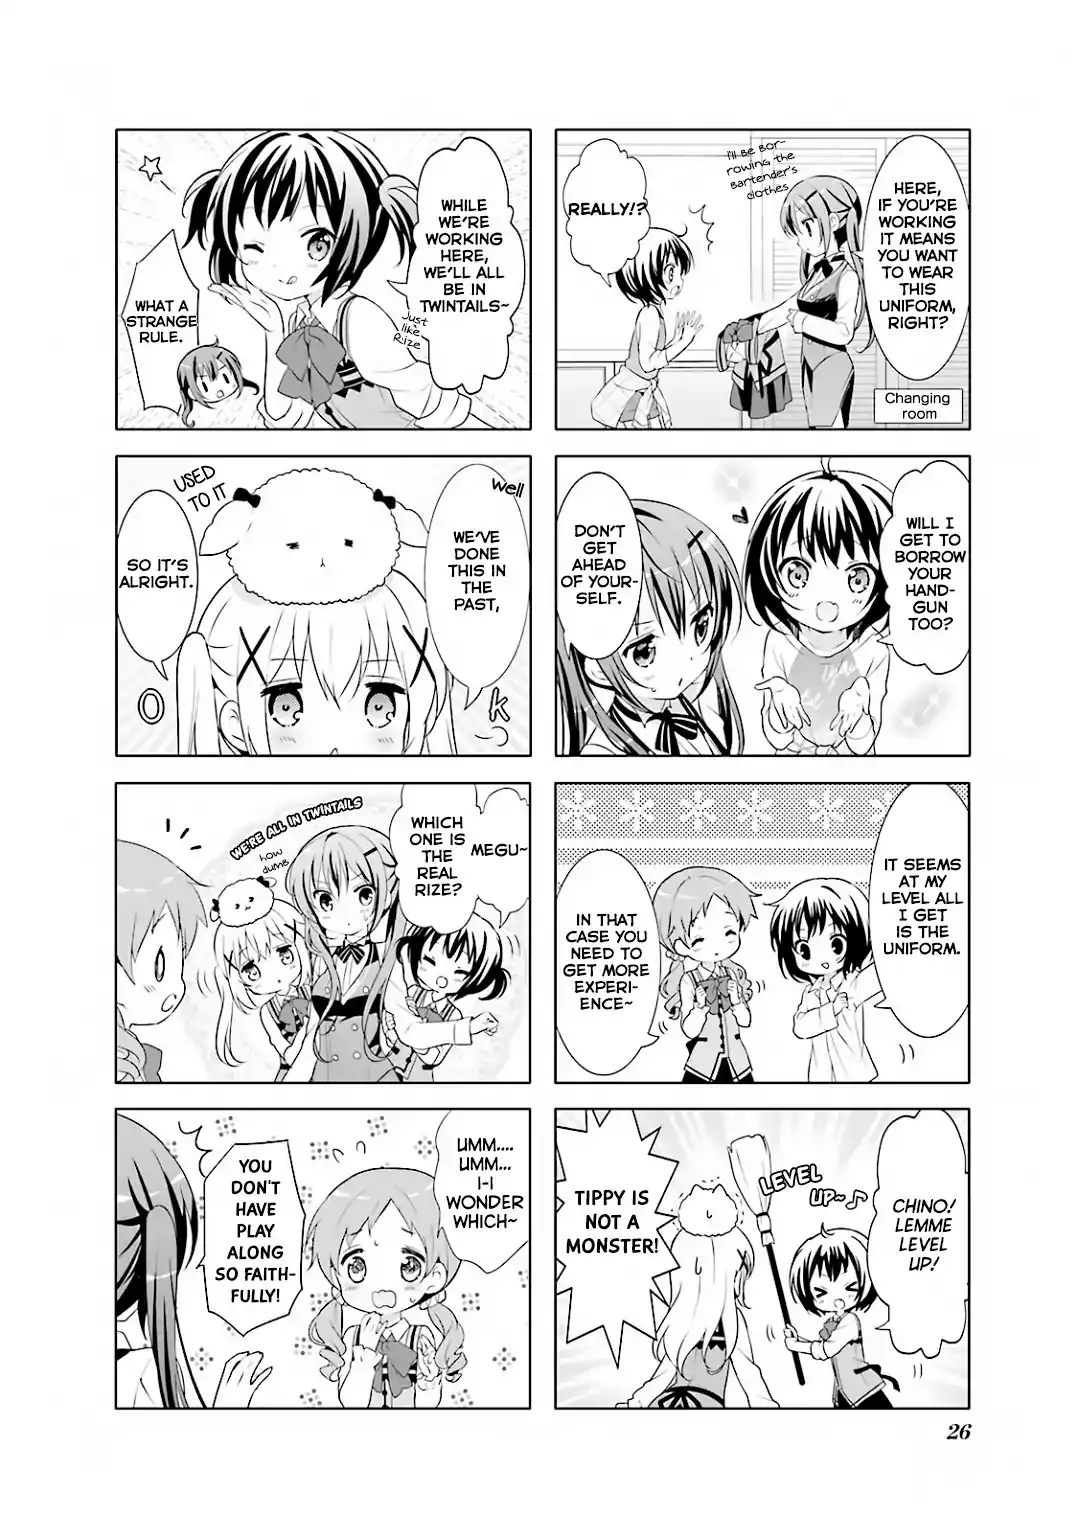 HERE,
IF YOU'RE
WORKING
IT MEANS
YOU WANT
TO WEAR
THIS
UNIFORM,
RIGHT?
I'll be bor-
rowing the
bartender's
clothes
REALLY!?
Changing
room
WILL I
GET TO
BORROW
YOUR
HAND-
GUN
TOO?
DON'T
GET
AHEAD
OF YOUR-
SELF.
IT SEEMS
AT MY
LEVEL ALL
I GET
IS THE
UNIFORM.
IN THAT
CASE YOU
NEED TO
GET MORE
EXPERI-
ENCE~
CHINO!
LEMME
LEVEL
UP!
LEVEL
UP~♪
TIPPY IS
NOT A
MONSTER!
WHILE
WE'RE
WORKING
HERE,
WE'LL ALL
BE IN
TWINTAILS~
Just
like
Rize
WHAT A
STRANGE
RULE.
well
WE'VE
DONE
THIS IN
THE
PAST,
USED
TO IT
SO IT'S
ALRIGHT.
O k
MEGU~
WHICH
ONE IS
THE
REAL
RIZE?
WE'RE ALL IN TWINTAILS
how
dumb
UMM....
UMM...
I-I
WONDER
WHICH~
YOU
DON'T
HAVE
PLAY
ALONG
SO FAITH-
FULLY!
26